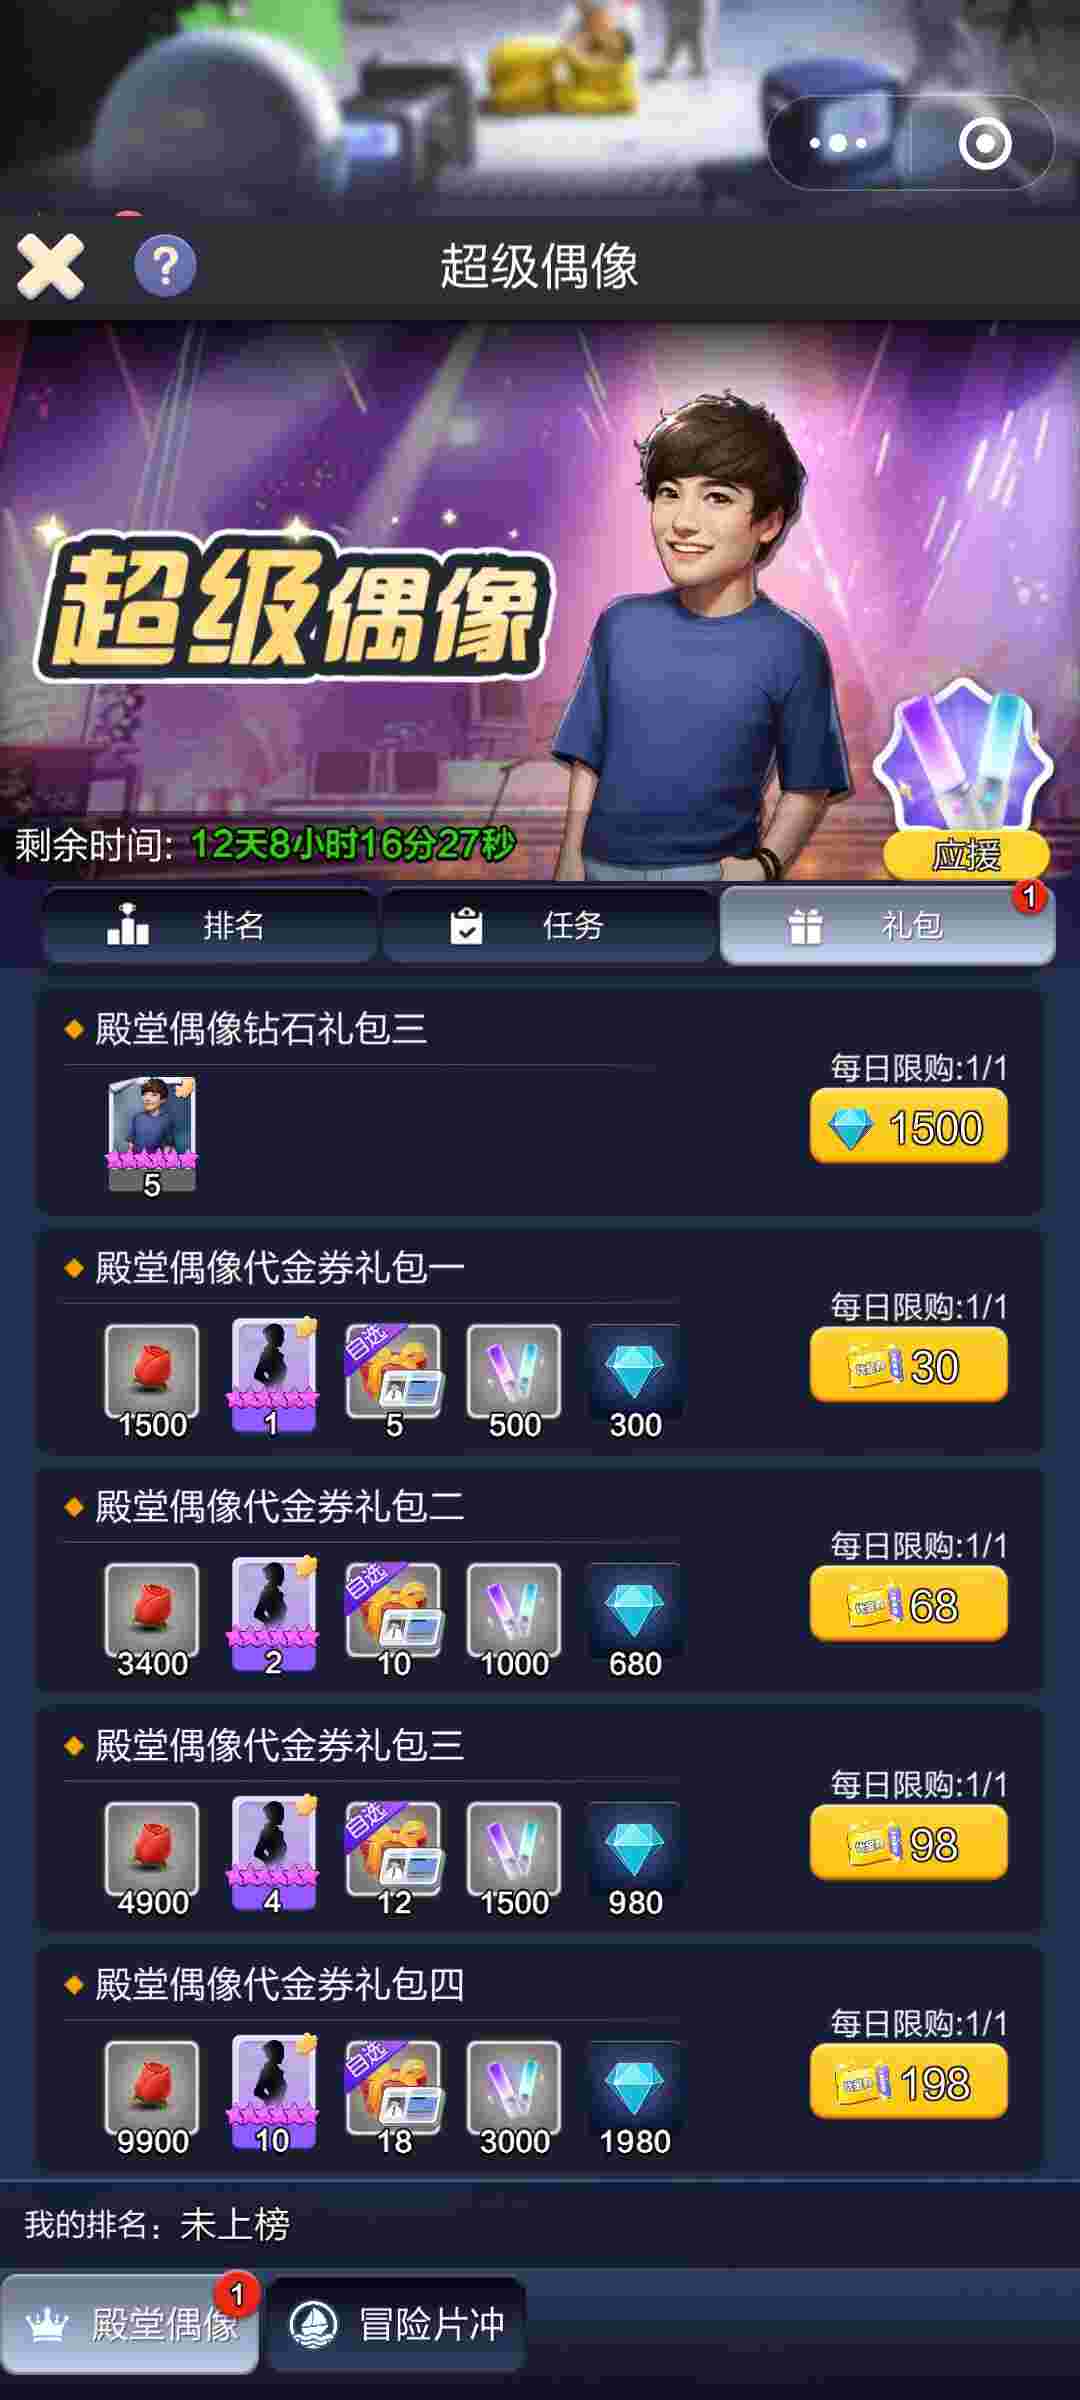 超级偶像
超级偶像
剩余时间: 12天8小时16分27秒
应援
排名
任务
礼包
1
殿堂偶像钻石礼包三
每日限购:1/1
5
1500
殿堂偶像代金券礼包一
每日限购:1/1
自选
1500
1
5
500
300
30
殿堂偶像代金券礼包二
每日限购:1/1
自选
3400
2
10
1000
680
68
殿堂偶像代金券礼包三
每日限购:1/1
自选
4900
4
12
1500
980
98
殿堂偶像代金券礼包四
每日限购:1/1
自选
9900
10
18
3000
1980
198
我的排名: 未上榜
殿堂偶像
1
冒险片冲